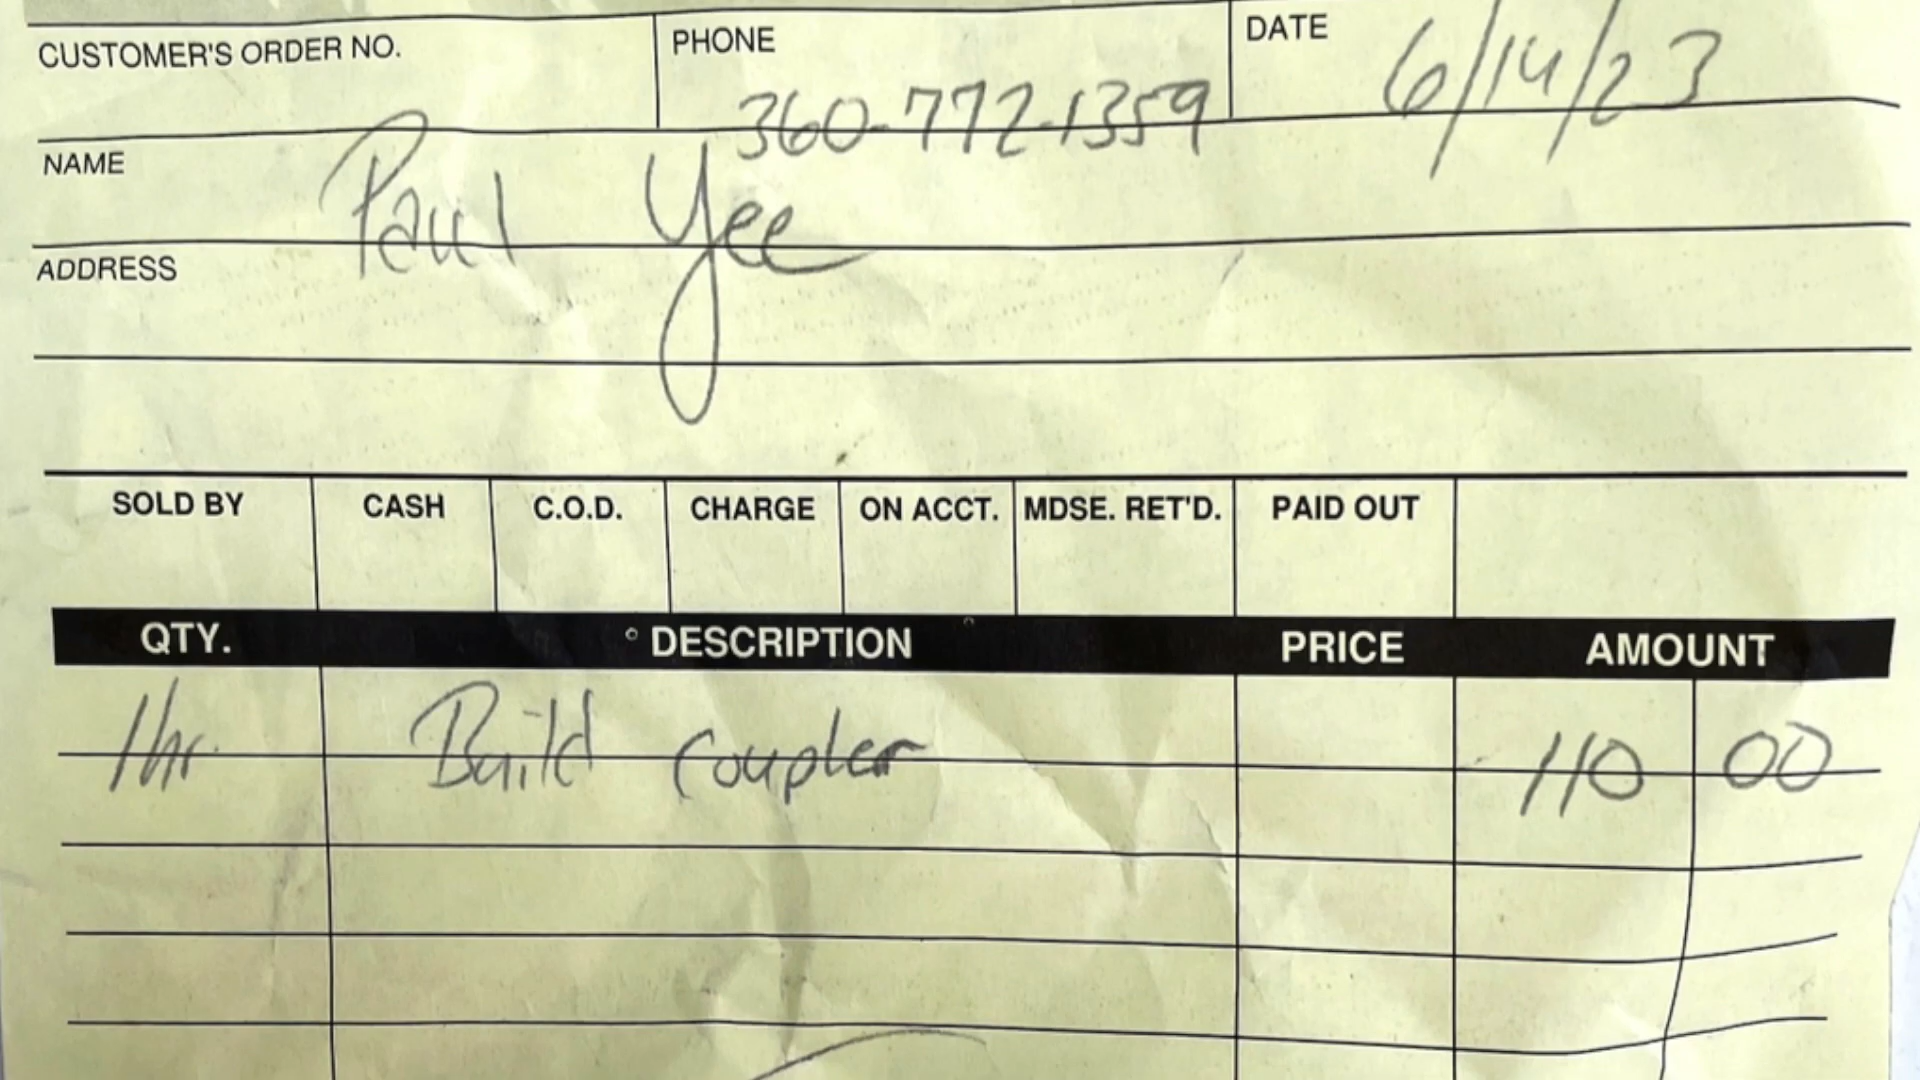 CUSTOMER'S ORDER NO. PHONE 360-772-1359 DATE 6/14/23
NAME Paul Yee
ADDRESS
SOLD BY CASH C.O.D. CHARGE ON ACCT. MDSE. RET'D. PAID OUT
QTY. DESCRIPTION PRICE AMOUNT
1hr. Build Coupler 110 00